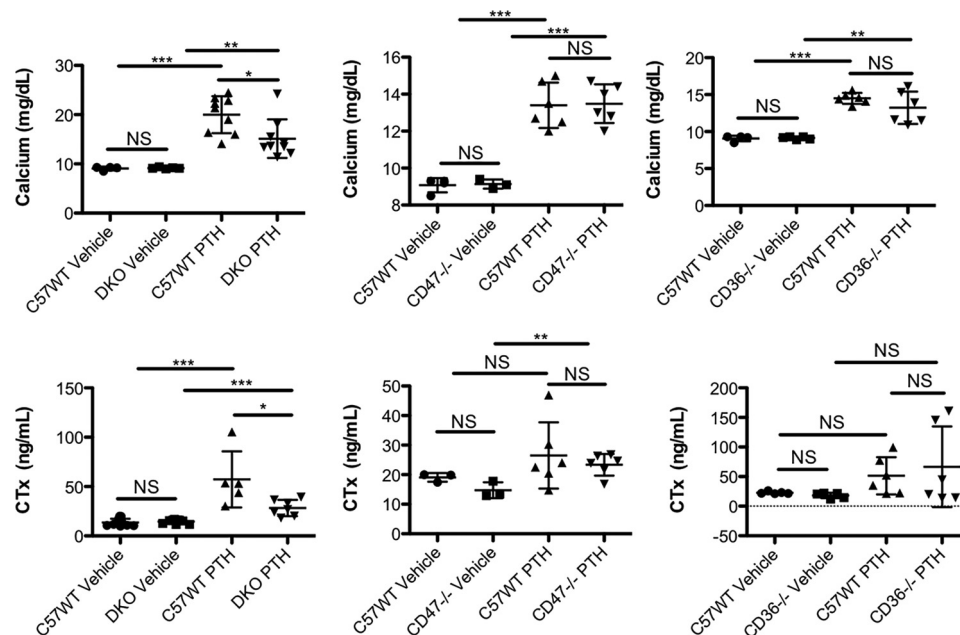 ***
**
***
*
NS
30
20
10
0
Calcium (mg/dL)
C57WT Vehicle
DKO Vehicle
C57WT PTH
DKO PTH
***
***
NS
NS
16
14
12
10
8
Calcium (mg/dL)
C57WT Vehicle
CD47-/- Vehicle
C57WT PTH
CD47-/- PTH
**
***
NS
NS
20
15
10
5
0
Calcium (mg/dL)
C57WT Vehicle
CD36-/- Vehicle
C57WT PTH
CD36-/- PTH
***
***
*
NS
150
100
50
0
CTx (ng/mL)
C57WT Vehicle
DKO Vehicle
C57WT PTH
DKO PTH
**
NS
NS
NS
50
40
30
20
10
0
CTx (ng/mL)
C57WT Vehicle
CD47-/- Vehicle
C57WT PTH
CD47-/- PTH
NS
NS
NS
NS
200
150
100
50
0
-50
CTx (ng/mL)
C57WT Vehicle
CD36-/- Vehicle
C57WT PTH
CD36-/- PTH